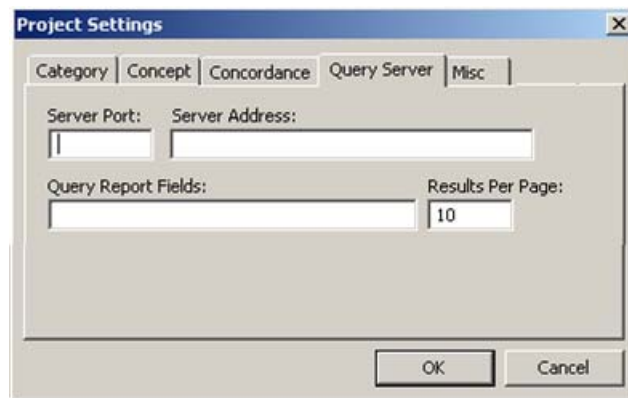 Project Settings
Category Concept Concordance Query Server Misc
Server Port: Server Address:
Query Report Fields: Results Per Page:
10
OK Cancel